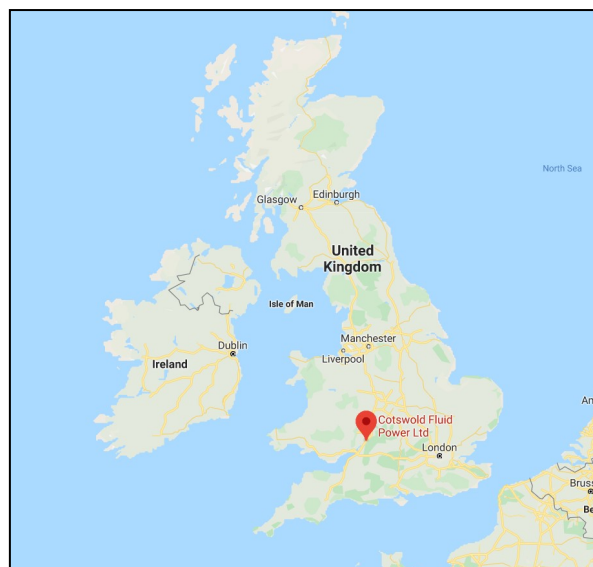 North Sea
Glasgow
Edinburgh
United
Kingdom
Isle of Man
Manchester
Dublin
Liverpool
Ireland
Cotswold Fluid
Power Ltd
London